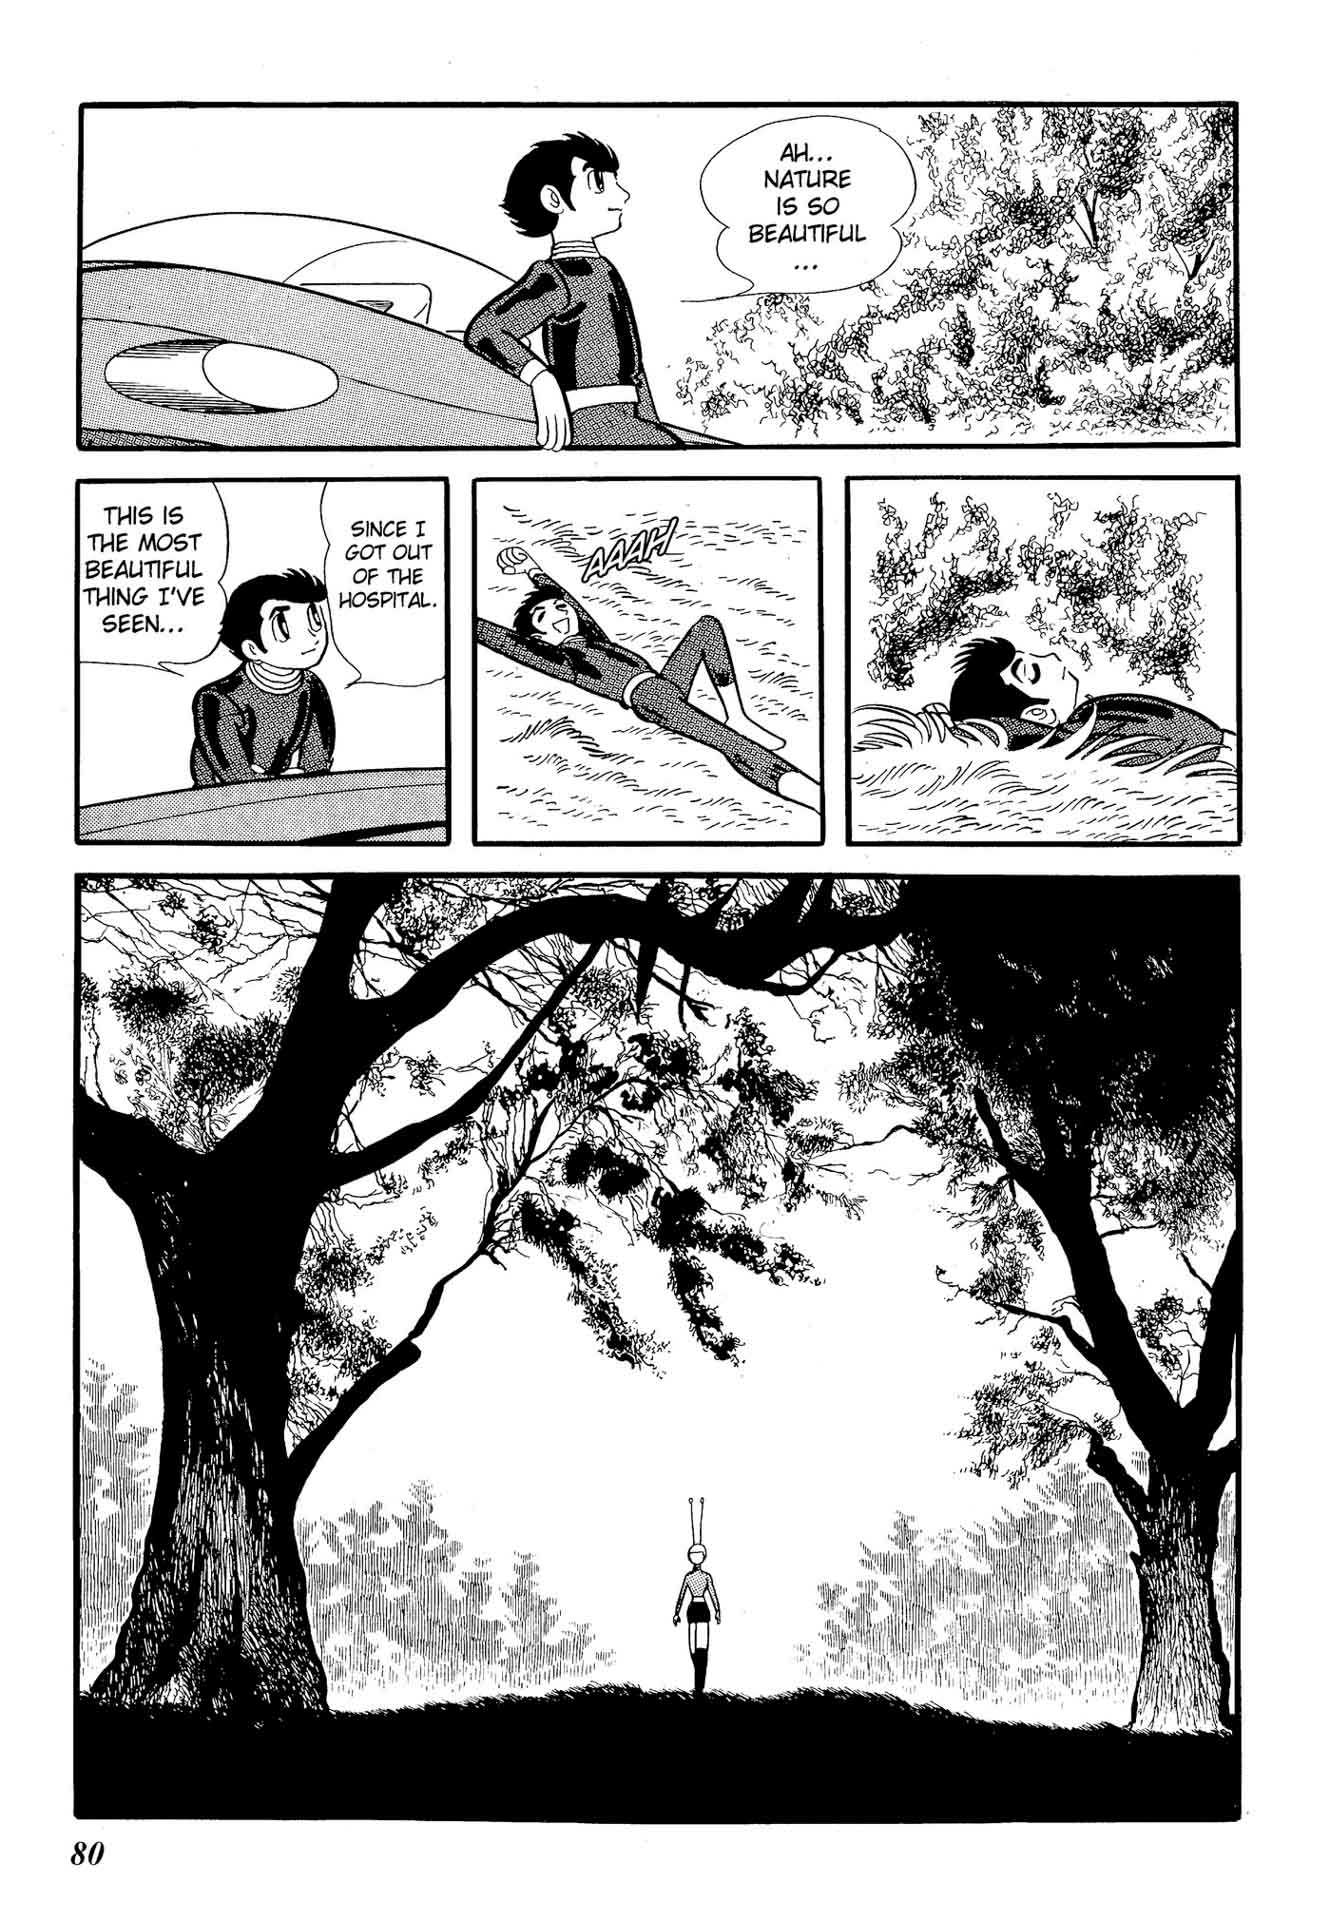 AH...
NATURE
IS SO
BEAUTIFUL
...
THIS IS
THE MOST
BEAUTIFUL
THING I'VE
SEEN...
SINCE I
GOT OUT
OF THE
HOSPITAL.
AAAH
80